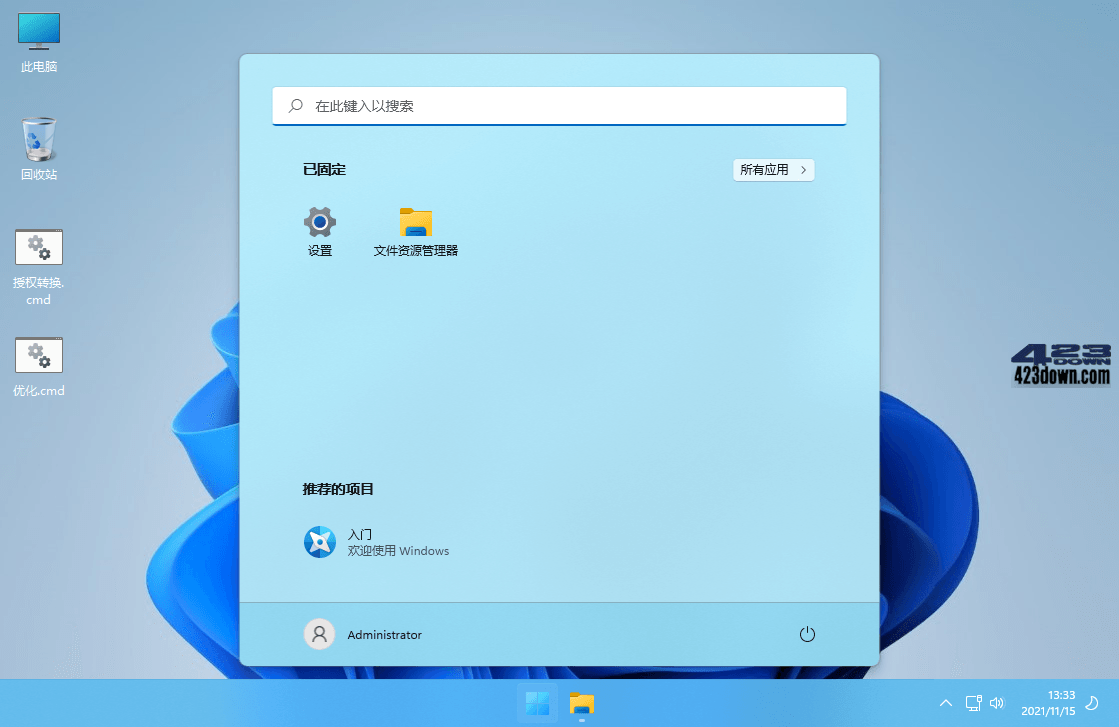 此电脑
回收站
授权转换.
cmd
优化.cmd
在此键入以搜索
已固定
所有应用
设置
文件资源管理器
推荐的项目
入门
欢迎使用 Windows
Administrator
423
DOWN
423down.com
13:33
2021/11/15